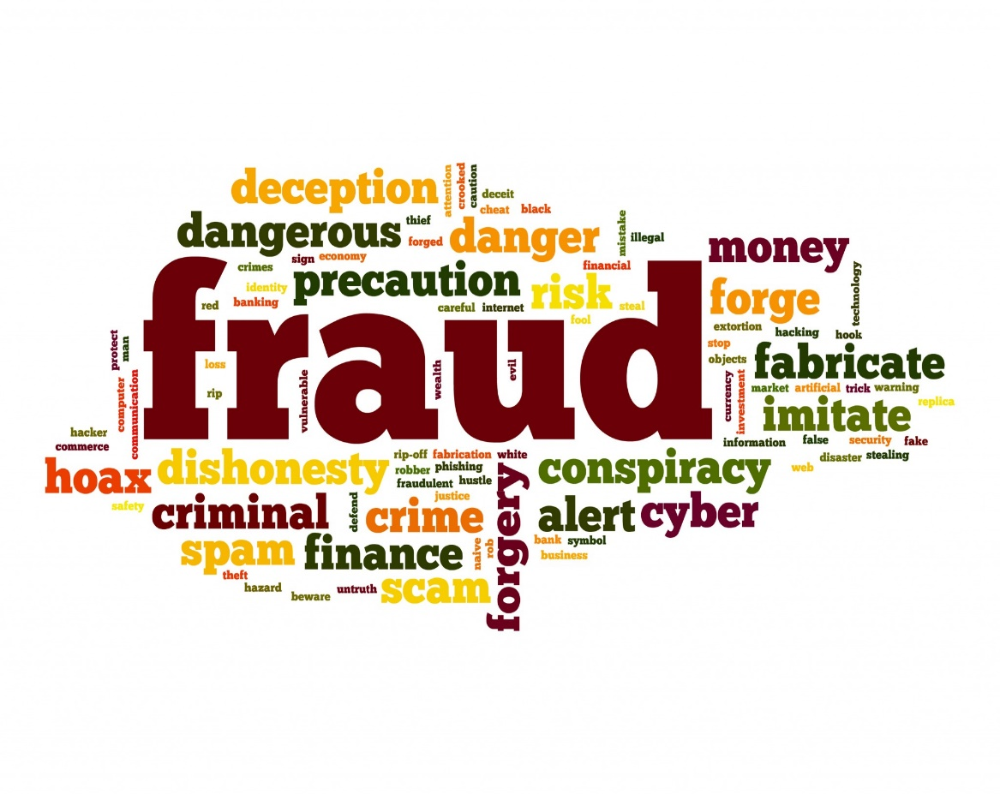 deception
attention
crooked
caution
deceit
cheat
black
dangerous
thief
forged
danger
mistake
illegal
money
crimes
sign
economy
financial
identity
precaution
risk
forge
technology
red
banking
careful
internet
steal
fool
fraud
extortion
hacking
hook
protect
man
stop
objects
fabricate
loss
rip
vulnerable
wealth
evil
computer
communication
currency
investment
market
artificial
trick
warning
imitate
replica
hacker
commerce
information
false
security
fake
hoax
dishonesty
rip-off
fabrication
white
robber
phishing
fraudulent
hustle
conspiracy
web
disaster
stealing
safety
criminal
defend
justice
crime
forgery
alert
cyber
spam
finance
naive
rob
bank
symbol
business
theft
hazard
beware
untruth
scam